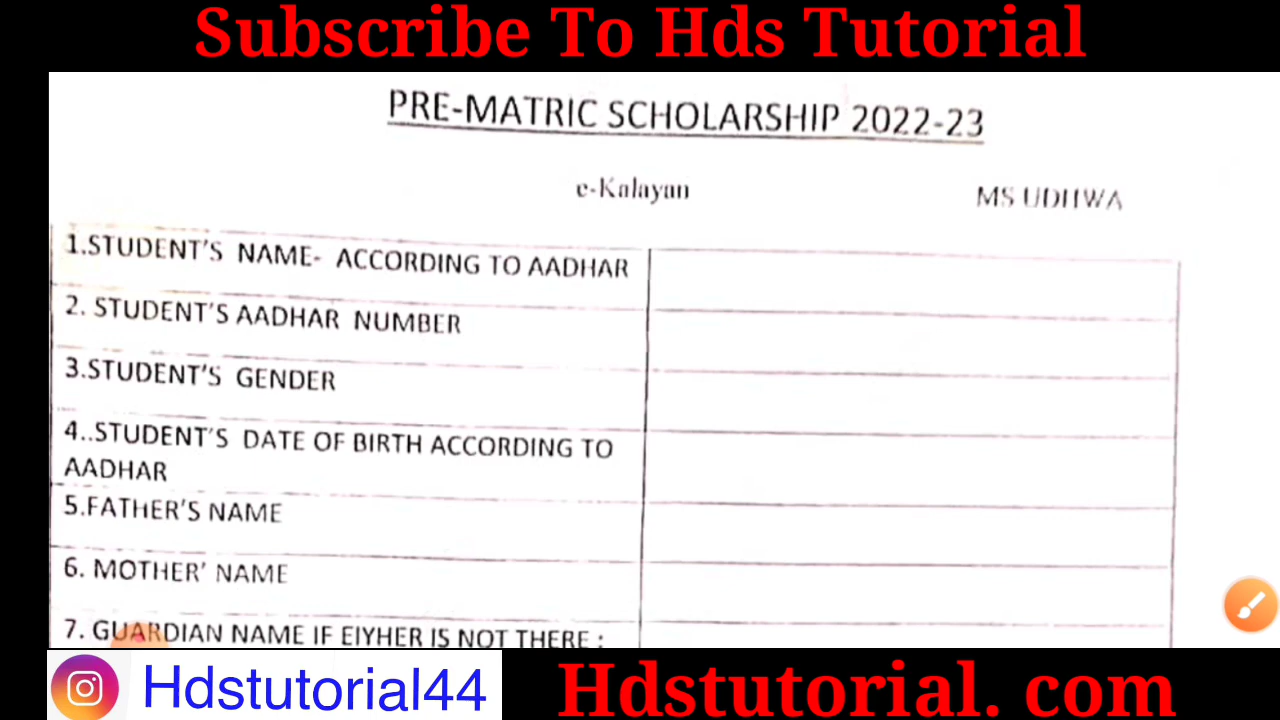 Subscribe To Hds Tutorial
PRE-MATRIC SCHOLARSHIP 2022-23
e-Kalayan
MS UDHWA
1.STUDENT'S NAME- ACCORDING TO AADHAR
2. STUDENT'S AADHAR NUMBER
3.STUDENT'S GENDER
4..STUDENT'S DATE OF BIRTH ACCORDING TO
AADHAR
5.FATHER'S NAME
6. MOTHER' NAME
7. GUARDIAN NAME IF EIYHER IS NOT THERE :
Hdstutorial44
Hdstutorial. com